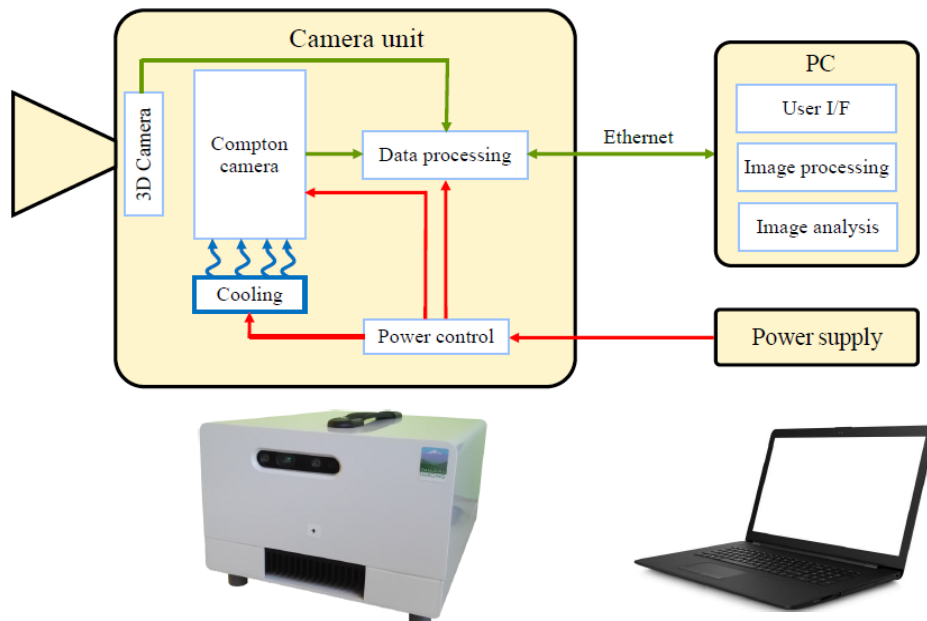 Camera unit
3D Camera
Compton
camera
Data processing
Cooling
Power control
Ethernet
PC
User I/F
Image processing
Image analysis
Power supply